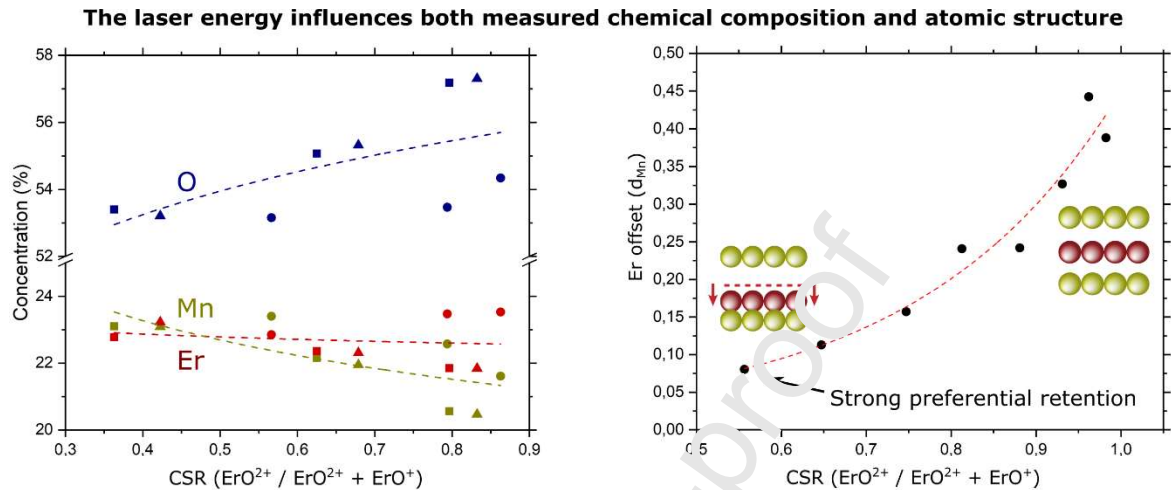 The laser energy influences both measured chemical composition and atomic structure
58
56
54
52
24
22
20
Concentration (%)
O
Mn
Er
0.3 0.4 0.5 0.6 0.7 0.8 0.9
CSR (ErO²⁺ / ErO²⁺ + ErO⁺)
0,50
0,45
0,40
0,35
0,30
0,25
0,20
0,15
0,10
0,05
0,00
Er offset (d_Mn)
Strong preferential retention
0,6 0,7 0,8 0,9 1,0
CSR (ErO²⁺ / ErO²⁺ + ErO⁺)
proof